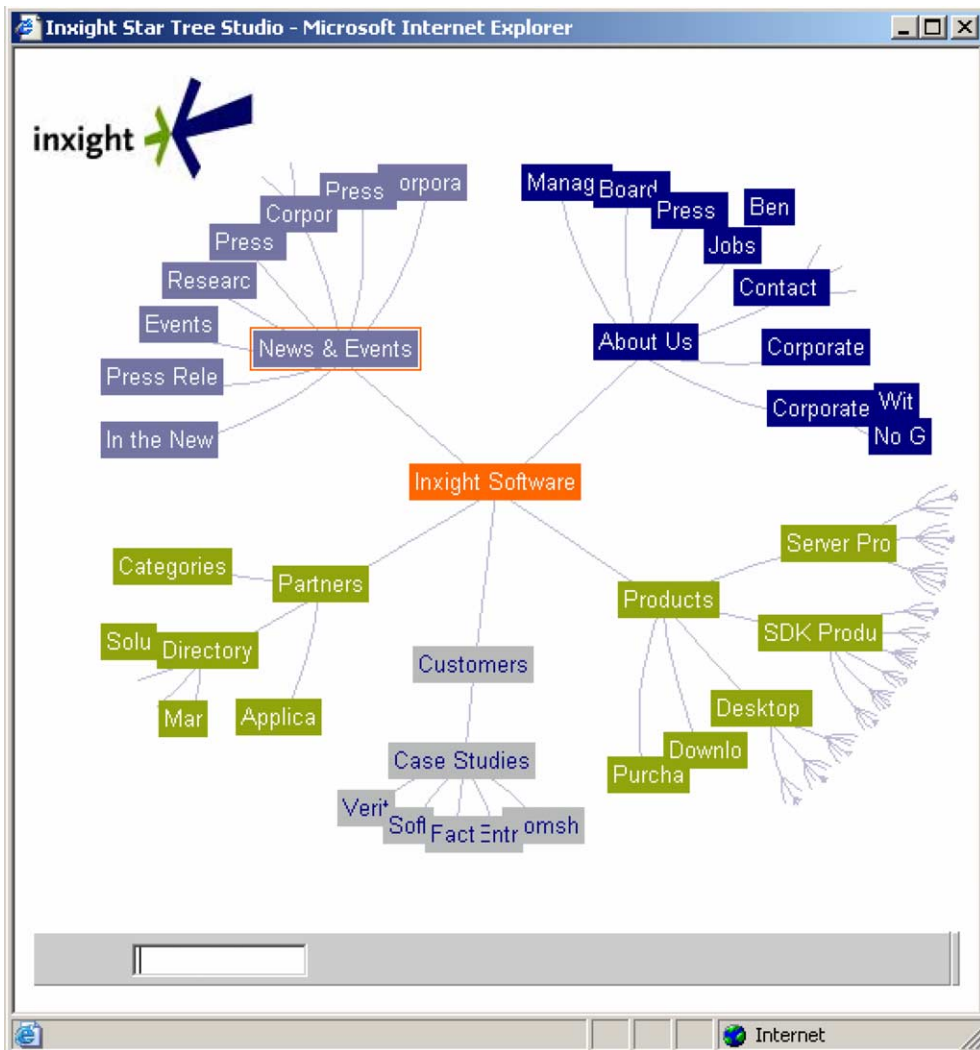 Inxight Star Tree Studio - Microsoft Internet Explorer
inxight
Press
orpora
Corpor
Press
Researc
Events
News & Events
Press Rele
In the New
Manag
Board
Press
Ben
Jobs
Contact
About Us
Corporate
Corporate
Wit
No G
Inxight Software
Categories
Partners
Solu
Directory
Mar
Applica
Server Pro
Products
SDK Produ
Desktop
Downlo
Purcha
Customers
Case Studies
Verit
Soft
Fact
Entr
omsh
Internet